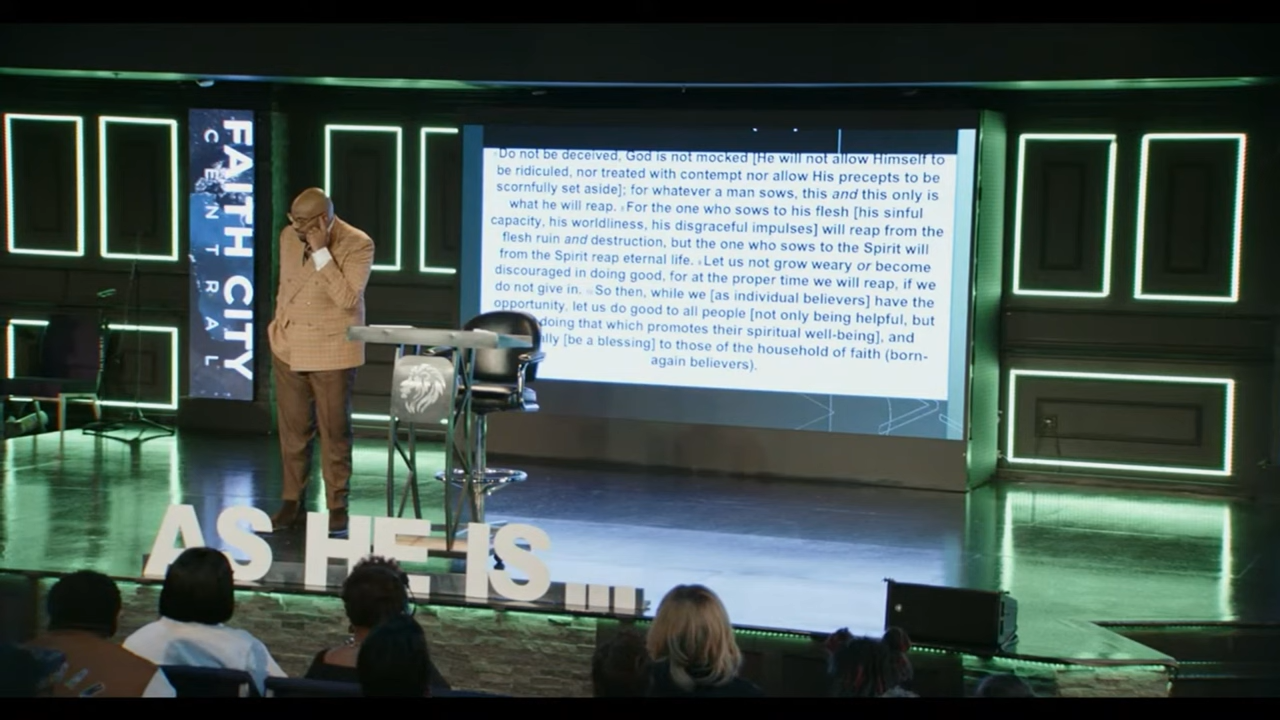 FAITH CITY
CENTRAL
Do not be deceived, God is not mocked [He will not allow Himself to
be ridiculed, nor treated with contempt nor allow His precepts to be
scornfully set aside]; for whatever a man sows, this and this only is
what he will reap. For the one who sows to his flesh [his sinful
capacity, his worldliness, his disgraceful impulses] will reap from the
flesh ruin and destruction, but the one who sows to the Spirit will
from the Spirit reap eternal life. Let us not grow weary or become
discouraged in doing good, for at the proper time we will reap, if we
do not give in. So then, while we [as individual believers] have the
opportunity, let us do good to all people [not only being helpful, but
doing that which promotes their spiritual well-being], and
ally [be a blessing] to those of the household of faith (born-
again believers).
AS HE IS...